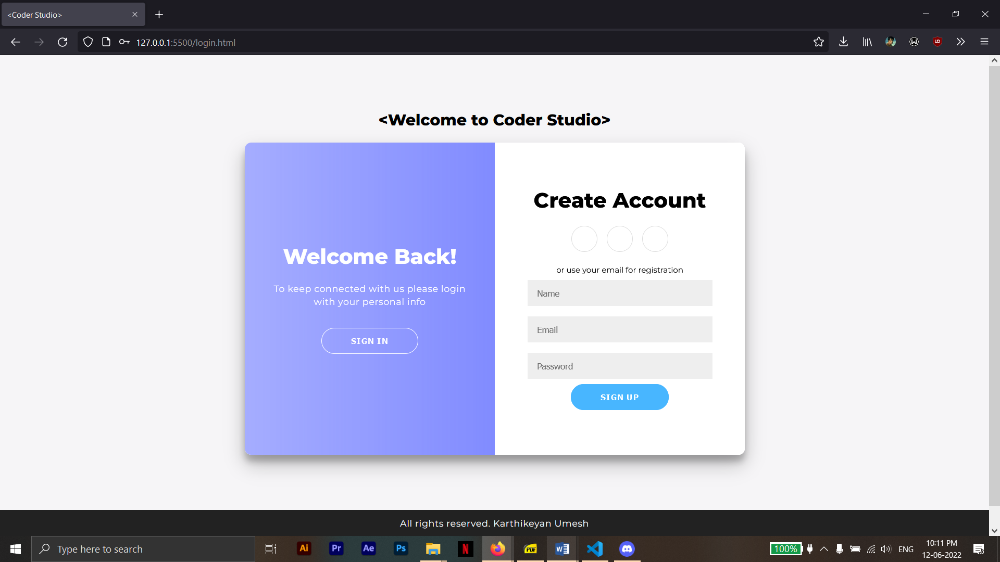 <Coder Studio>
127.0.0.1:5500/login.html
<Welcome to Coder Studio>
Welcome Back!
To keep connected with us please login
with your personal info
SIGN IN
Create Account
or use your email for registration
Name
Email
Password
SIGN UP
All rights reserved. Karthikeyan Umesh
Type here to search
Ai
Pr
Ae
Ps
N
PDF
W
100%
ENG
10:11 PM
12-06-2022